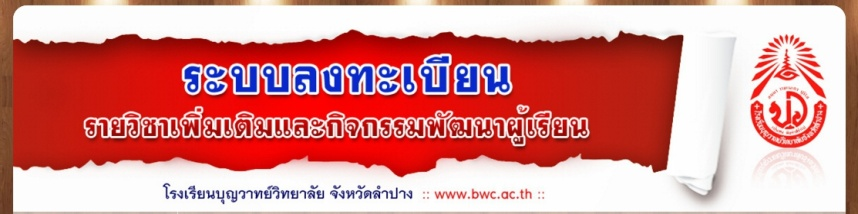 ระบบลงทะเบียน
รายวิชาเพิ่มเติมและกิจกรรมพัฒนาผู้เรียน
โรงเรียนบุญวาทย์วิทยาลัย จังหวัดลำปาง :: www.bwc.ac.th ::
บว